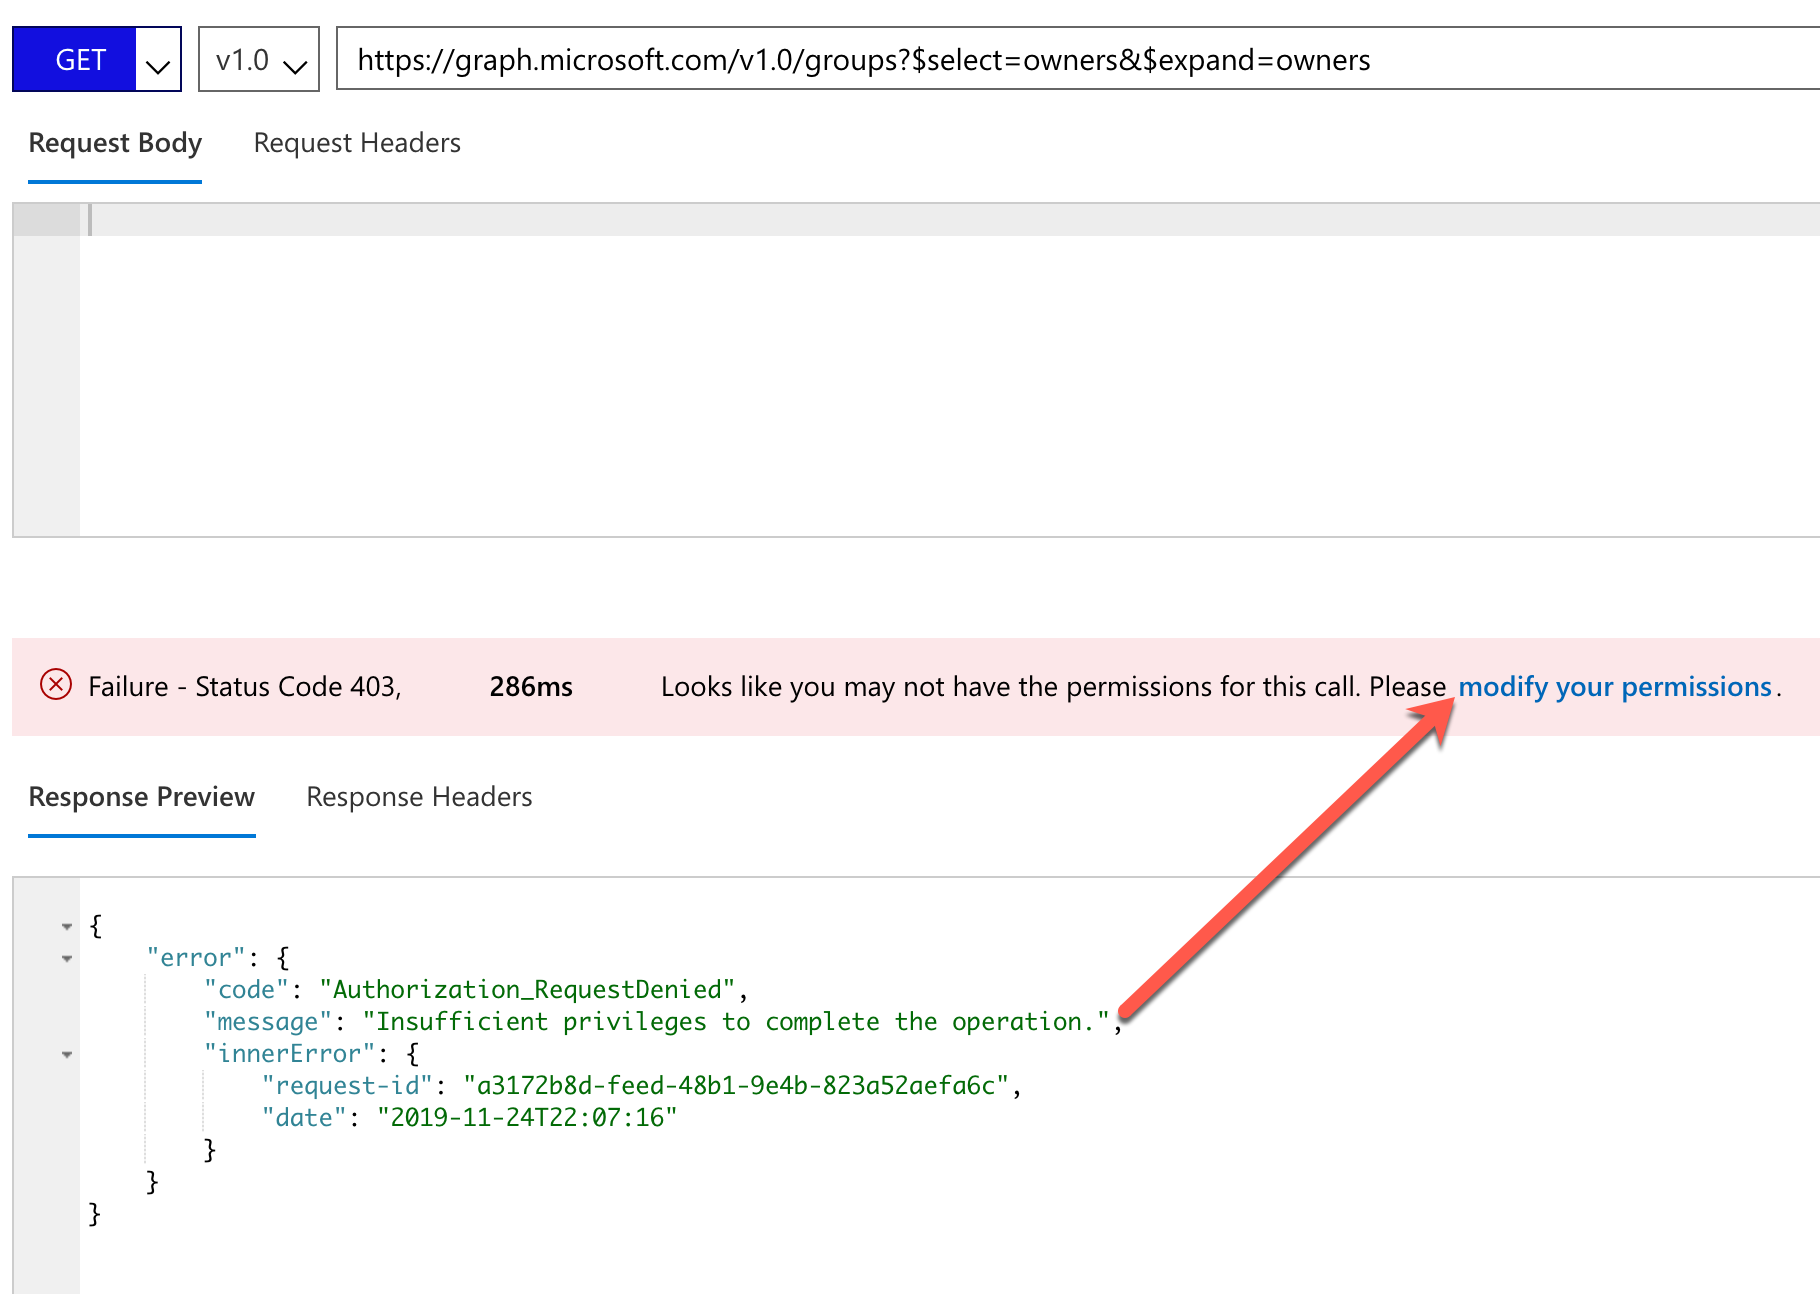 GET v1.0 https://graph.microsoft.com/v1.0/groups?$select=owners&$expand=owners
Request Body Request Headers
Failure - Status Code 403, 286ms Looks like you may not have the permissions for this call. Please modify your permissions.
Response Preview Response Headers
{
"error": {
"code": "Authorization_RequestDenied",
"message": "Insufficient privileges to complete the operation.",
"innerError": {
"request-id": "a3172b8d-feed-48b1-9e4b-823a52aefa6c",
"date": "2019-11-24T22:07:16"
}
}
}